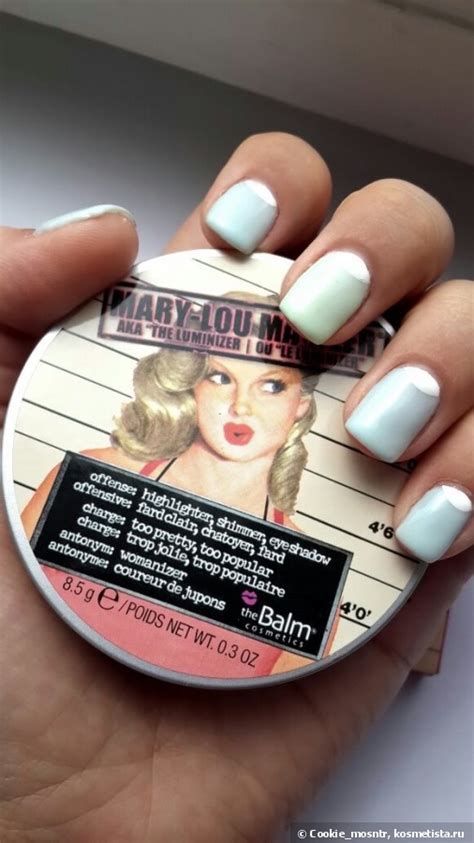 MARY-LOU MA
AKA "THE LUMINIZER | OU "LE LUMINIZER"
offense: highlighter, shimmer, eyeshadow
offensive: fard clair, chatoyer, fard
charge: too pretty, too popular
charge: trop jolie, trop populaire
antonym: womanizer
antonyme: coureur de jupons
theBalm®
cosmetics
4'6
4'0'
8.5 g ℮/POIDS NET WT. 0.3 OZ
© Cookie_mosntr, kosmetista.ru